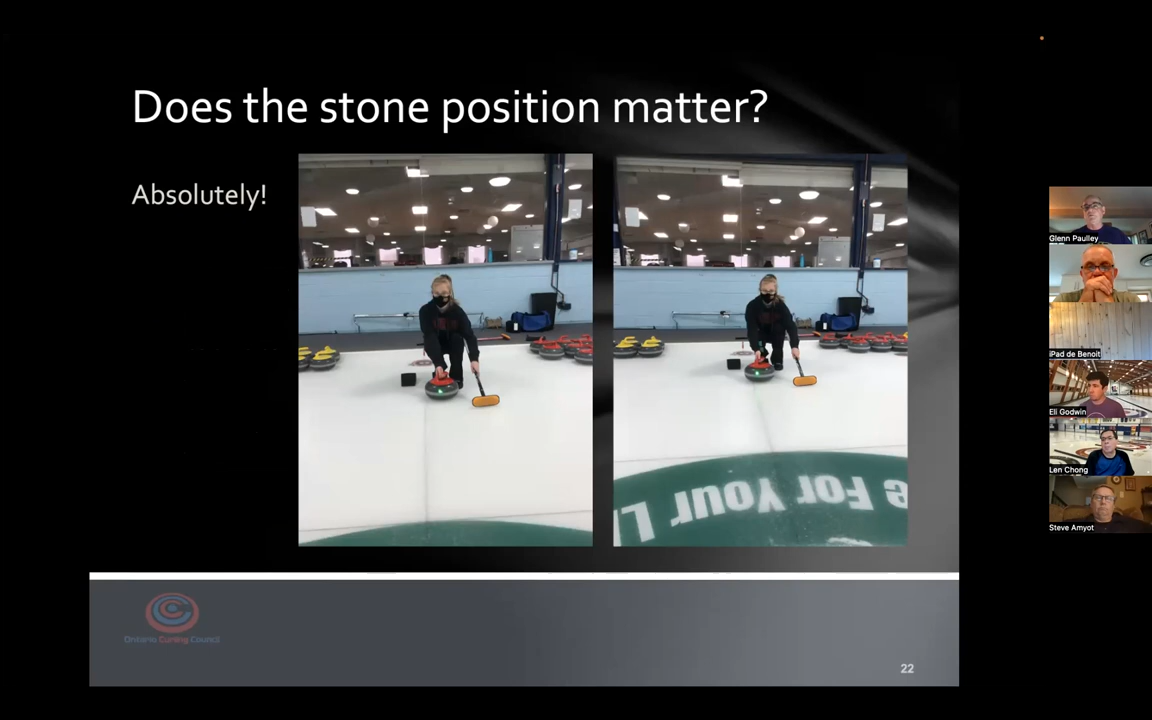 Does the stone position matter?
Absolutely!
e For Your L
Ontario Curling Council
22
Glenn Paulley
iPad de Benoit
Eli Godwin
Len Chong
Steve Amyot